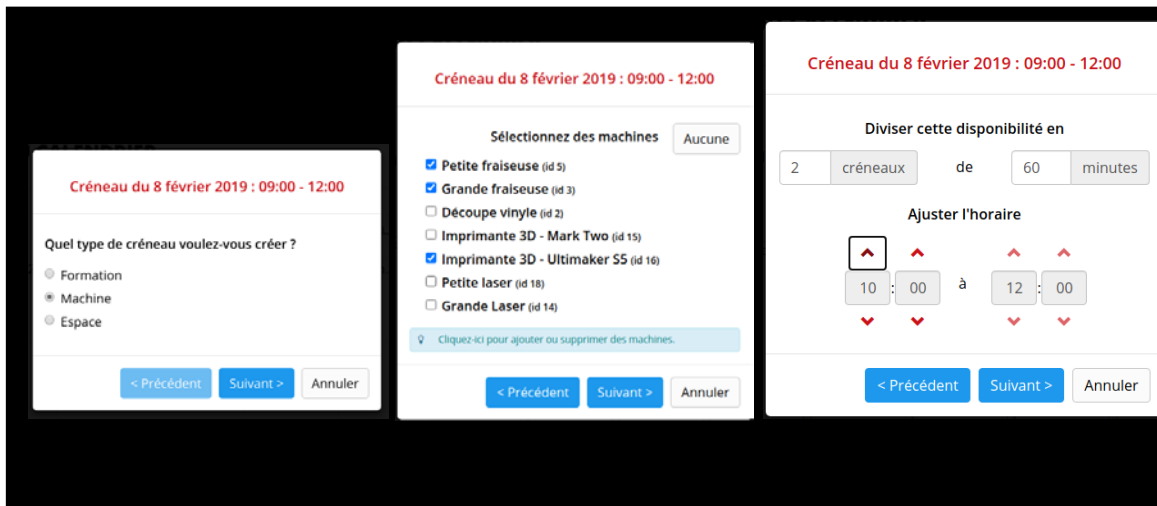 Créneau du 8 février 2019 : 09:00 - 12:00
Quel type de créneau voulez-vous créer ?
Formation
Machine
Espace
< Précédent Suivant > Annuler
Créneau du 8 février 2019 : 09:00 - 12:00
Sélectionnez des machines Aucune
Petite fraiseuse (id 5)
Grande fraiseuse (id 3)
Découpe vinyle (id 2)
Imprimante 3D - Mark Two (id 15)
Imprimante 3D - Ultimaker S5 (id 16)
Petite laser (id 18)
Grande Laser (id 14)
Cliquez-ici pour ajouter ou supprimer des machines.
< Précédent Suivant > Annuler
Créneau du 8 février 2019 : 09:00 - 12:00
Diviser cette disponibilité en
2 créneaux de 60 minutes
Ajuster l'horaire
10 : 00 à 12 : 00
< Précédent Suivant > Annuler